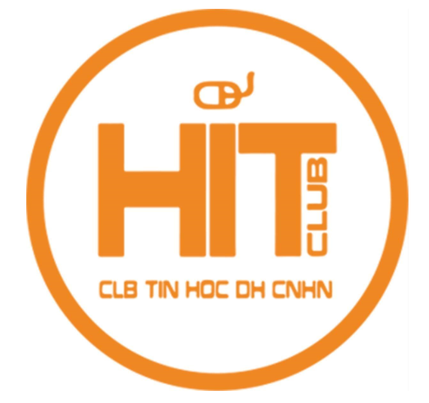 HIT
CLUB
CLB TIN HOC DH CNHN